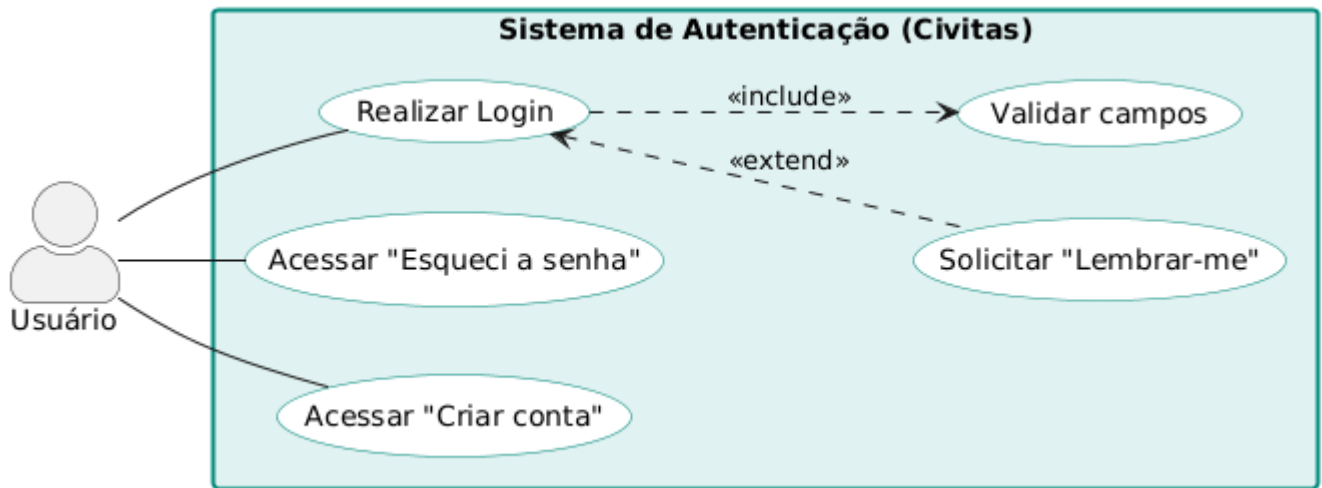 Sistema de Autenticação (Civitas)
Realizar Login
«include»
Validar campos
«extend»
Acessar "Esqueci a senha"
Solicitar "Lembrar-me"
Usuário
Acessar "Criar conta"